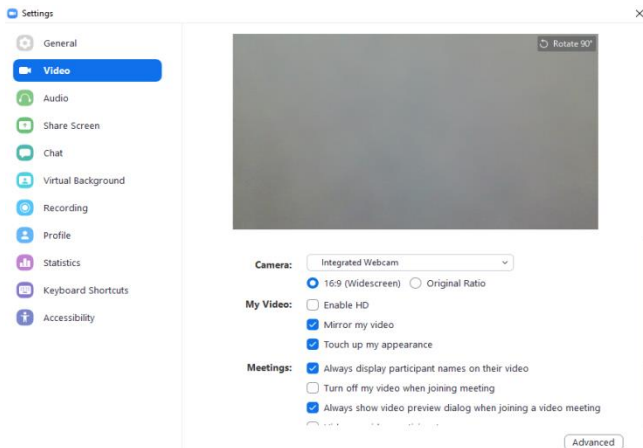 Settings
General
Video
Audio
Share Screen
Chat
Virtual Background
Recording
Profile
Statistics
Keyboard Shortcuts
Accessibility
Rotate 90°
Camera: Integrated Webcam
16:9 (Widescreen) Original Ratio
My Video: Enable HD
Mirror my video
Touch up my appearance
Meetings: Always display participant names on their video
Turn off my video when joining meeting
Always show video preview dialog when joining a video meeting
Advanced